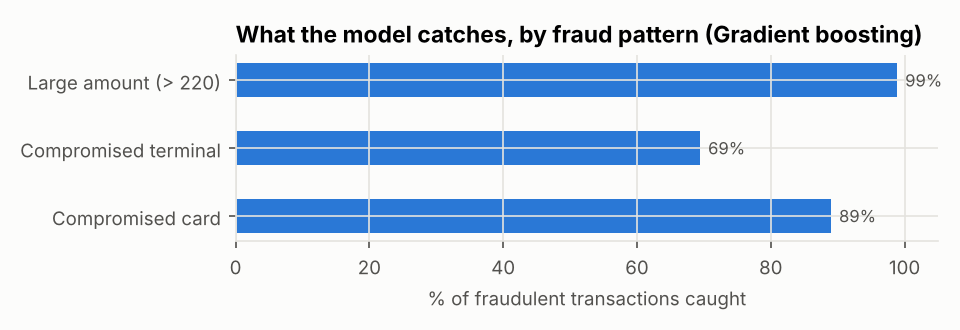 What the model catches, by fraud pattern (Gradient boosting)
Large amount (> 220)
99%
Compromised terminal
69%
Compromised card
89%
0 20 40 60 80 100
% of fraudulent transactions caught